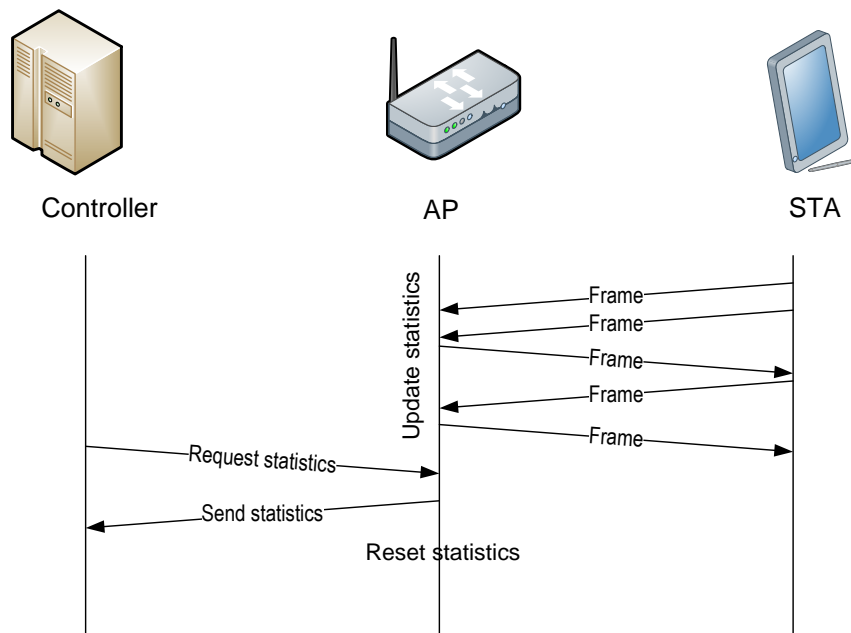 Controller
AP
STA
Update statistics
Frame
Frame
Frame
Frame
Frame
Request statistics
Send statistics
Reset statistics